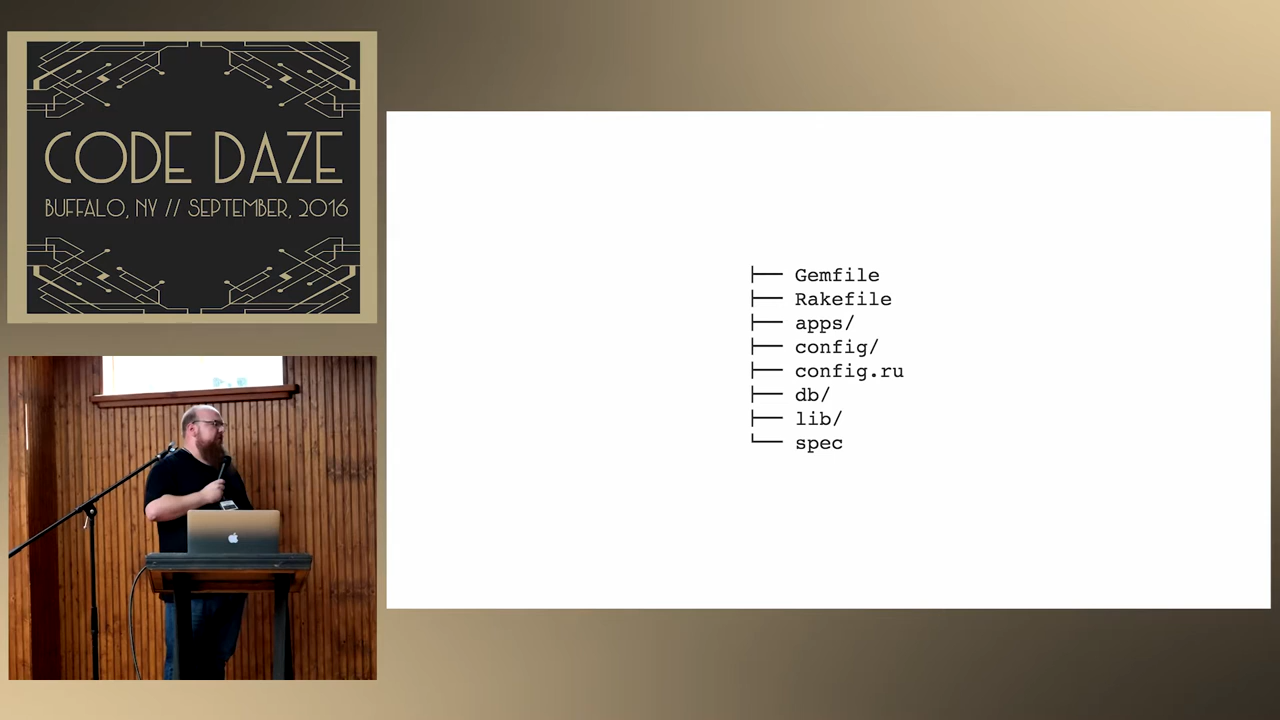 CODE DAZE
BUFFALO, NY // SEPTEMBER, 2016
├── Gemfile
├── Rakefile
├── apps/
├── config/
├── config.ru
├── db/
├── lib/
└── spec